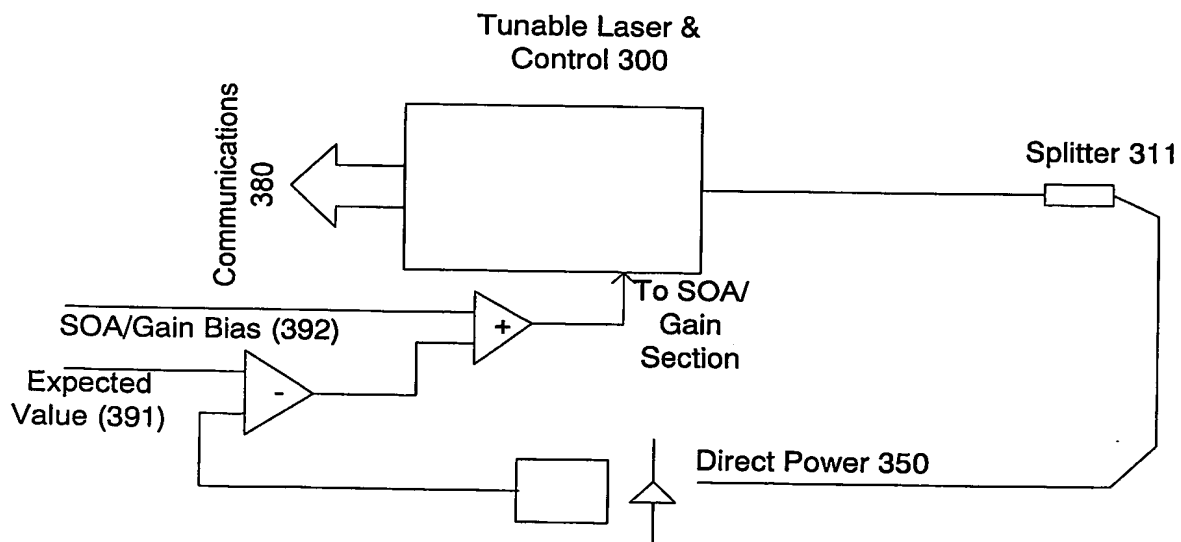 Tunable Laser &
Control 300
Communications
380
Splitter 311
SOA/Gain Bias (392)
+
To SOA/
Gain
Section
Expected
Value (391)
-
Direct Power 350